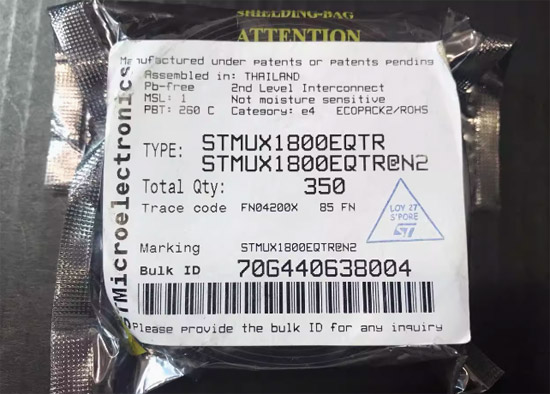 SHIELDING-BAG
ATTENTION
STMicroelectronics
Manufactured under patents or patents pending
Assembled in: THAILAND
Pb-free 2nd Level Interconnect
MSL: 1 Not moisture sensitive
PBT: 260 C Category: e4 ECOPACK2/ROHS
TYPE: STMUX1800EQTR
STMUX1800EQTR@N2
Total Qty: 350
Trace code FN04200X 85 FN
LOY 27
S'PORE
ST
Marking STMUX1800EQTR@N2
Bulk ID 70G440638004
Please provide the bulk ID for any inquiry